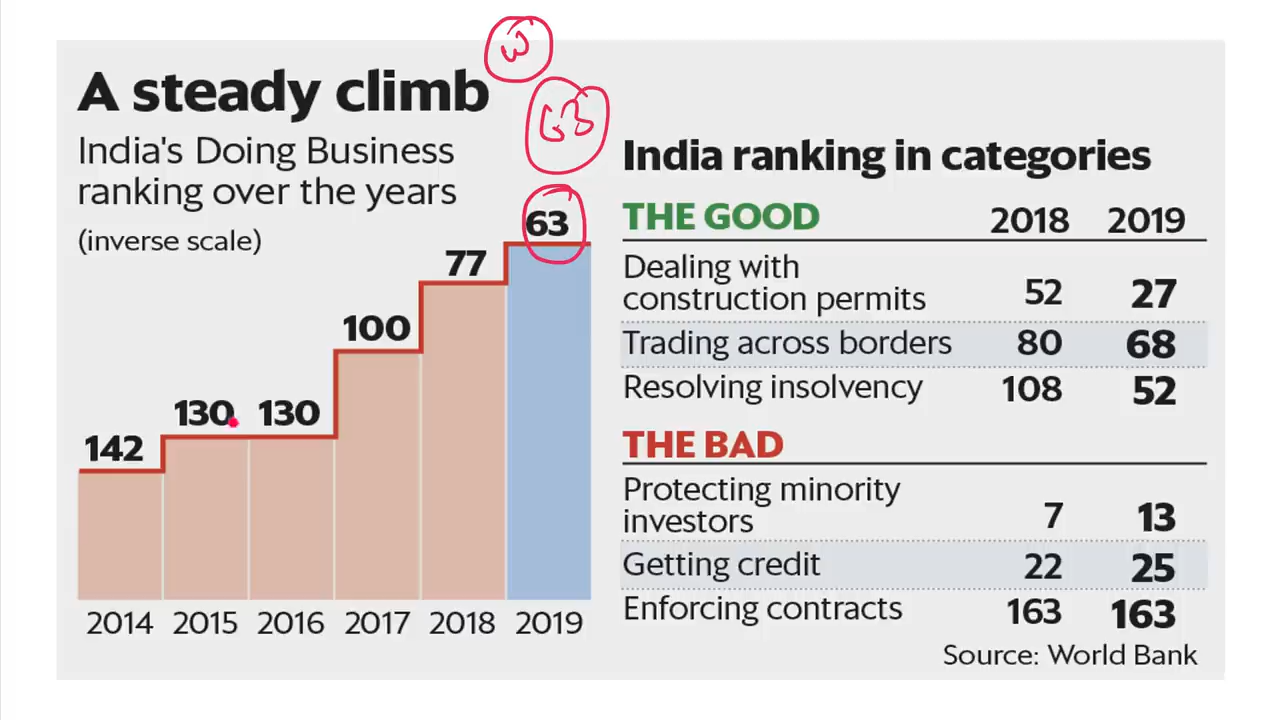 A steady climb
India's Doing Business
ranking over the years
(inverse scale)
W
63
63
77
100
130 130
142
2014 2015 2016 2017 2018 2019
India ranking in categories
THE GOOD 2018 2019
Dealing with
construction permits 52 27
Trading across borders 80 68
Resolving insolvency 108 52
THE BAD
Protecting minority
investors 7 13
Getting credit 22 25
Enforcing contracts 163 163
Source: World Bank